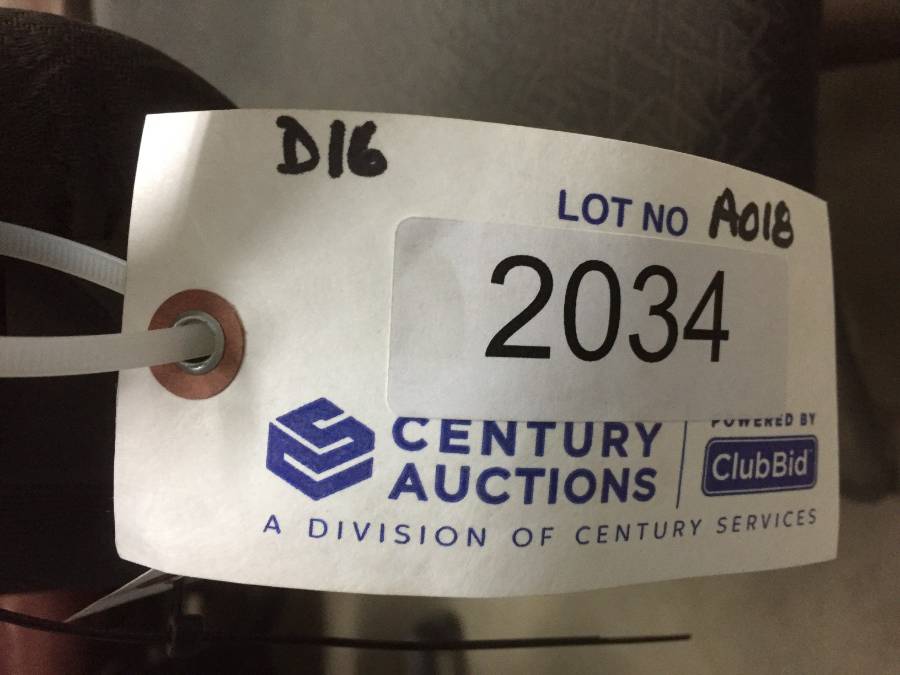 D16
LOT NO A018
2034
CENTURY
AUCTIONS
POWERED BY
ClubBid
A DIVISION OF CENTURY SERVICES